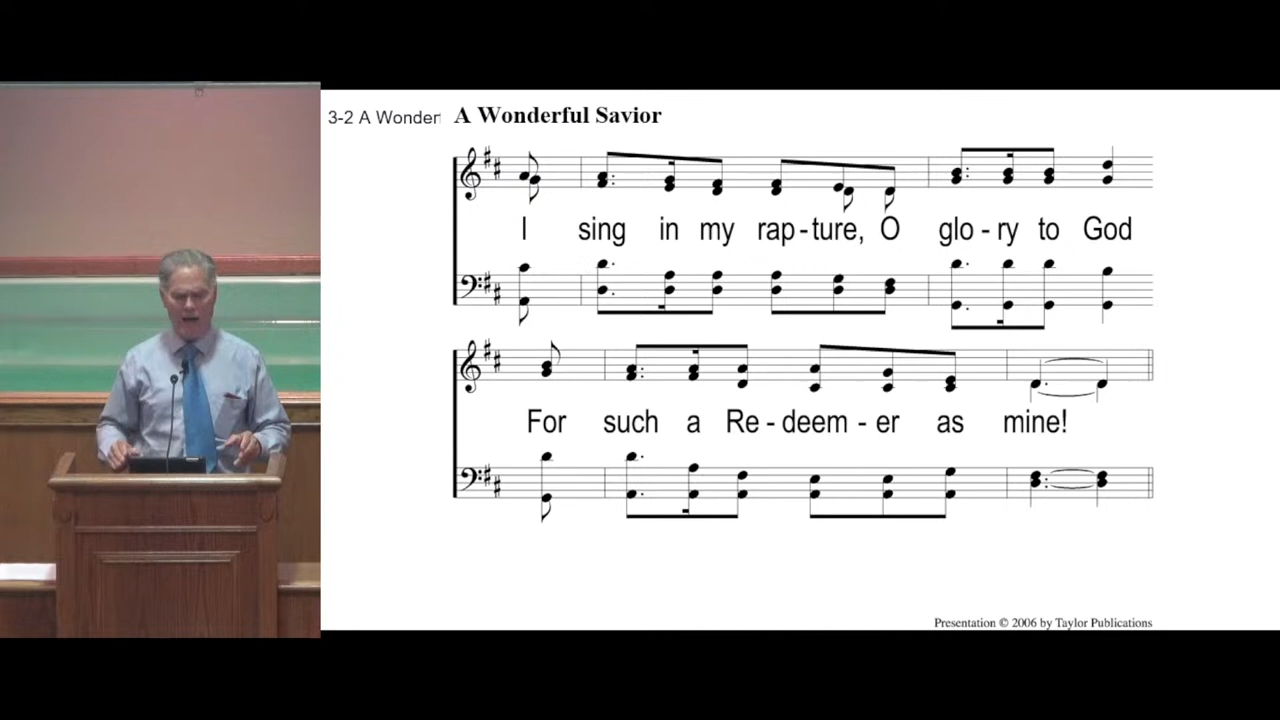 3-2 A Wonder
A Wonderful Savior
I sing in my rap-ture, O glo-ry to God
For such a Re-deem-er as mine!
Presentation © 2006 by Taylor Publications